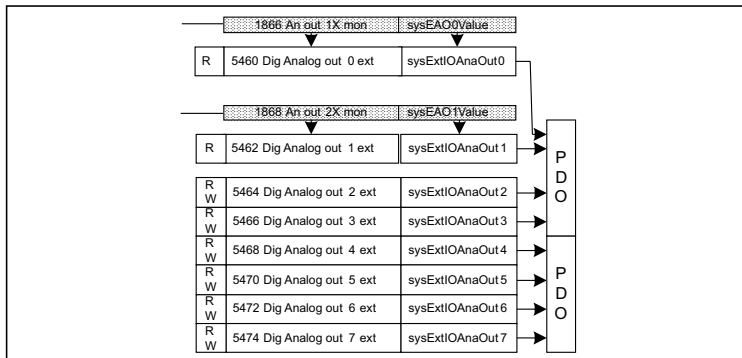 1866 An out 1X mon sysEAO0Value
R 5460 Dig Analog out 0 ext sysExtIOAnaOut0
1868 An out 2X mon sysEAO1Value
R 5462 Dig Analog out 1 ext sysExtIOAnaOut1
R W 5464 Dig Analog out 2 ext sysExtIOAnaOut2
R W 5466 Dig Analog out 3 ext sysExtIOAnaOut3
R W 5468 Dig Analog out 4 ext sysExtIOAnaOut4
R W 5470 Dig Analog out 5 ext sysExtIOAnaOut5
R W 5472 Dig Analog out 6 ext sysExtIOAnaOut6
R W 5474 Dig Analog out 7 ext sysExtIOAnaOut7
PDO
PDO